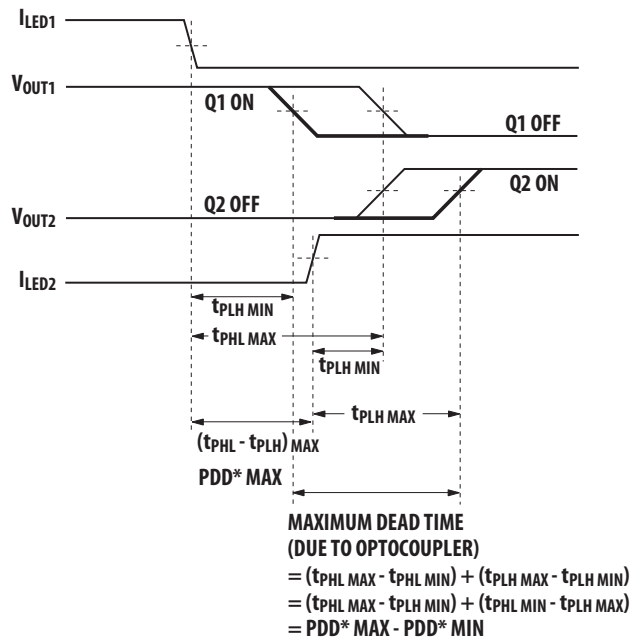 ILED1
VOUT1
Q1 ON
Q1 OFF
Q2 OFF
Q2 ON
VOUT2
ILED2
tPLH MIN
tPHL MAX
tPLH MIN
tPLH MAX
(tPHL - tPLH) MAX
PDD* MAX
MAXIMUM DEAD TIME
(DUE TO OPTOCOUPLER)
= (tPHL MAX - tPHL MIN) + (tPLH MAX - tPLH MIN)
= (tPHL MAX - tPLH MIN) + (tPHL MIN - tPLH MAX)
= PDD* MAX - PDD* MIN